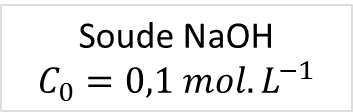 Soude NaOH
C₀ = 0,1 mol. L⁻¹